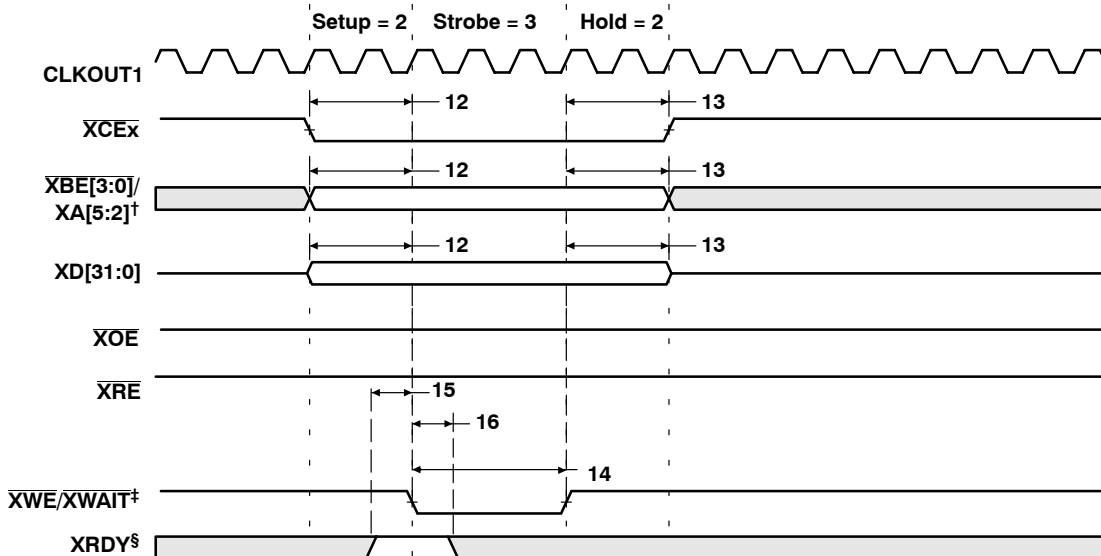 Setup = 2 Strobe = 3 Hold = 2
CLKOUT1
12 13
XCEx
12 13
XBE[3:0]/
XA[5:2]†
12 13
XD[31:0]
XOE
XRE
15
16
14
XWE/XWAIT‡
XRDY§